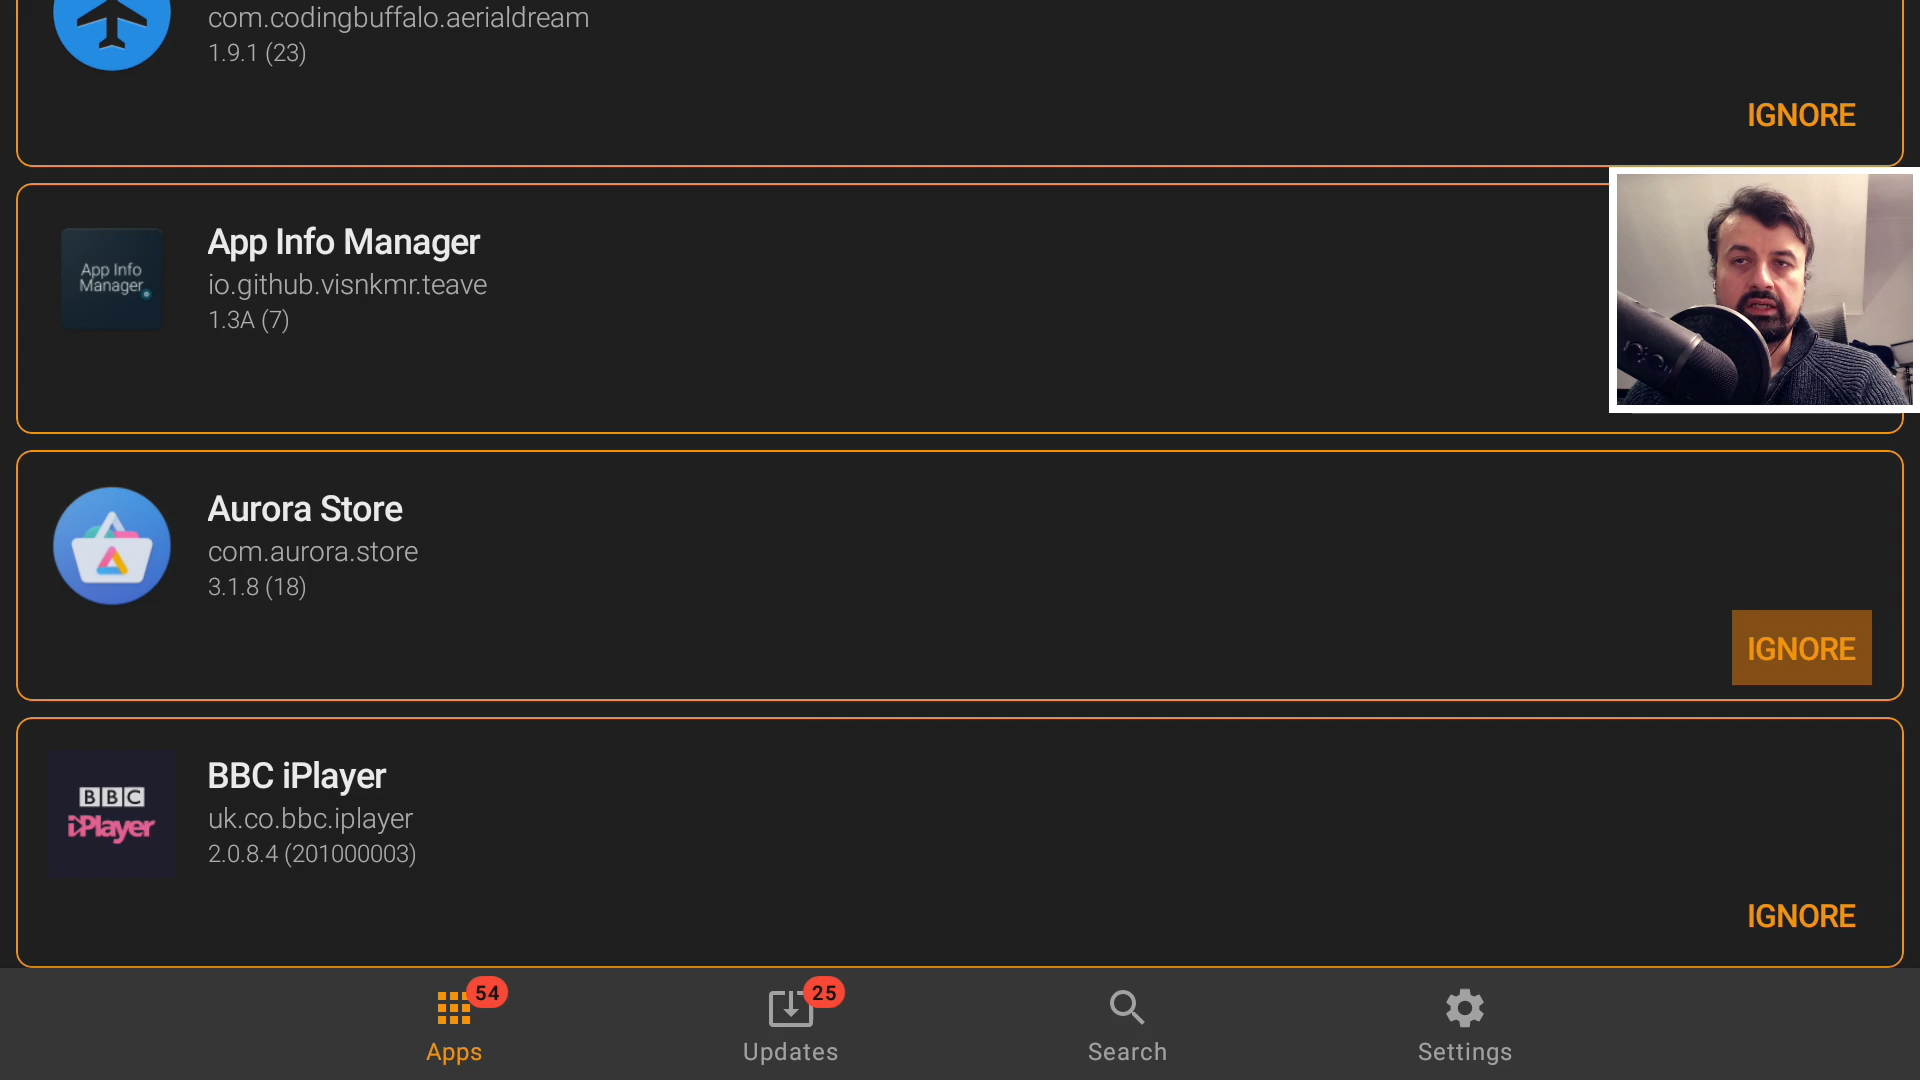 com.codingbuffalo.aerialdream
1.9.1 (23)
IGNORE
App Info
Manager
App Info Manager
io.github.visnkmr.teave
1.3A (7)
Aurora Store
com.aurora.store
3.1.8 (18)
IGNORE
BBC
iPlayer
BBC iPlayer
uk.co.bbc.iplayer
2.0.8.4 (201000003)
IGNORE
54
Apps
25
Updates
Search
Settings